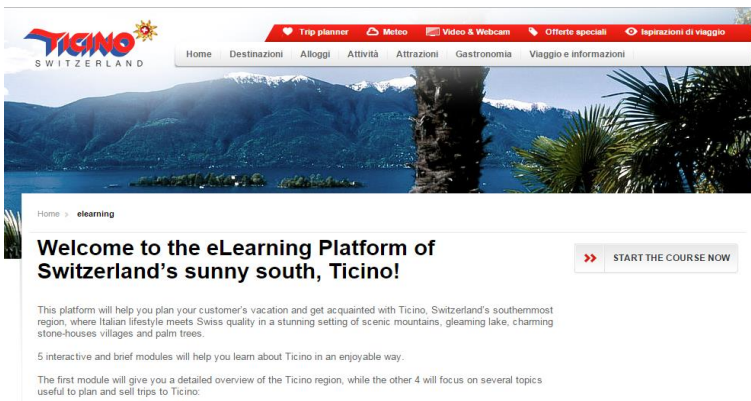 TICINO
SWITZERLAND
Trip planner Meteo Video & Webcam Offerte speciali Ispirazioni di viaggio
Home Destinazioni Alloggi Attività Attrazioni Gastronomia Viaggio e informazioni
Home > elearning
Welcome to the eLearning Platform of
Switzerland's sunny south, Ticino!
START THE COURSE NOW
This platform will help you plan your customer's vacation and get acquainted with Ticino, Switzerland's southernmost
region, where Italian lifestyle meets Swiss quality in a stunning setting of scenic mountains, gleaming lake, charming
stone-houses villages and palm trees.
5 interactive and brief modules will help you learn about Ticino in an enjoyable way.
The first module will give you a detailed overview of the Ticino region, while the other 4 will focus on several topics
useful to plan and sell trips to Ticino: